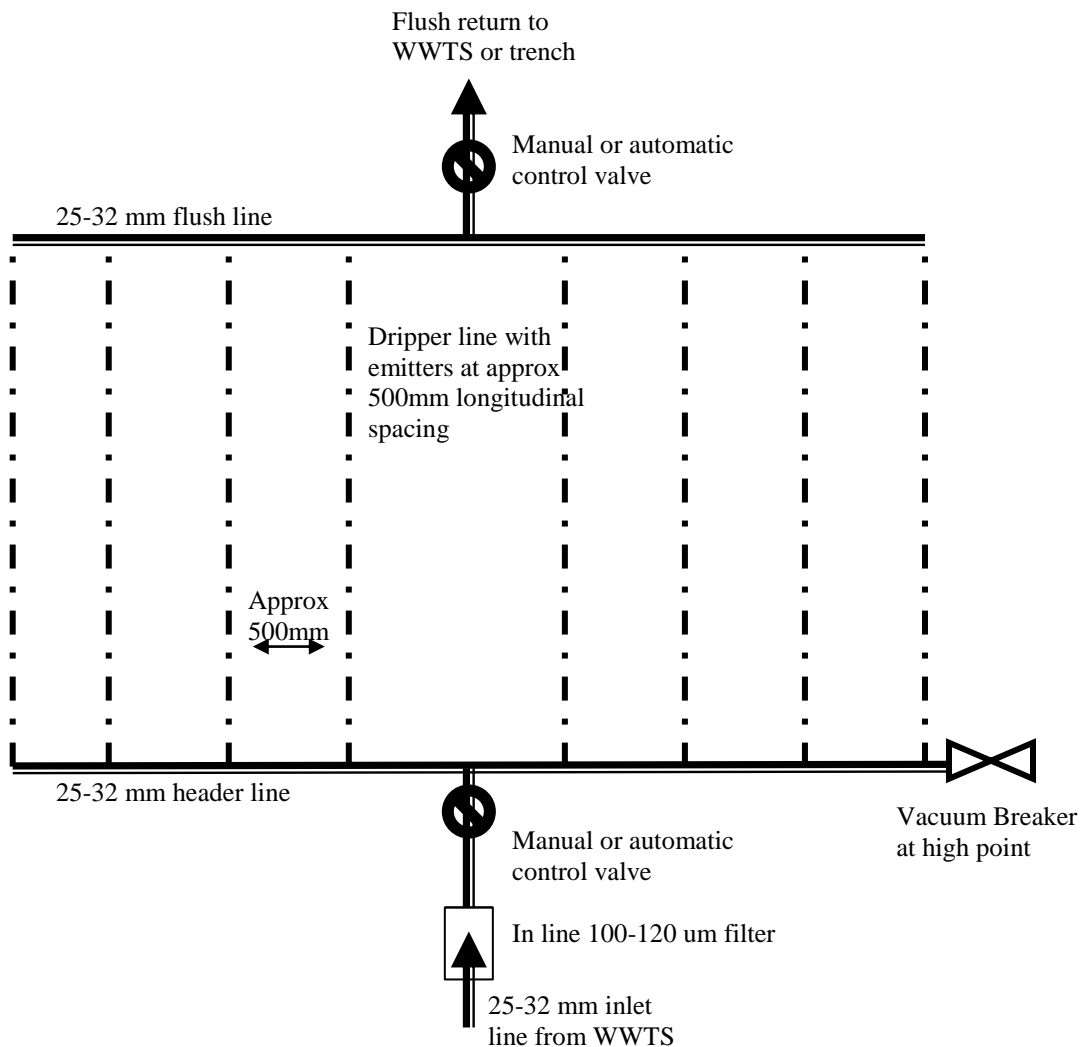 Flush return to
WWTS or trench
Manual or automatic
control valve
25-32 mm flush line
Dripper line with
emitters at approx
500mm longitudinal
spacing
Approx
500mm
25-32 mm header line
Vacuum Breaker
at high point
Manual or automatic
control valve
In line 100-120 um filter
25-32 mm inlet
line from WWTS